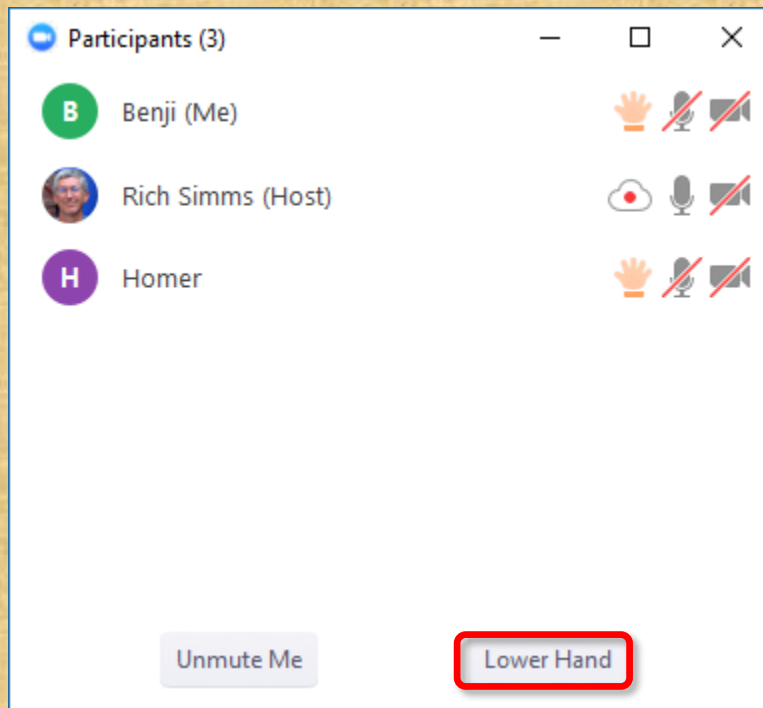 Participants (3)
B Benji (Me)
Rich Simms (Host)
H Homer
Unmute Me Lower Hand